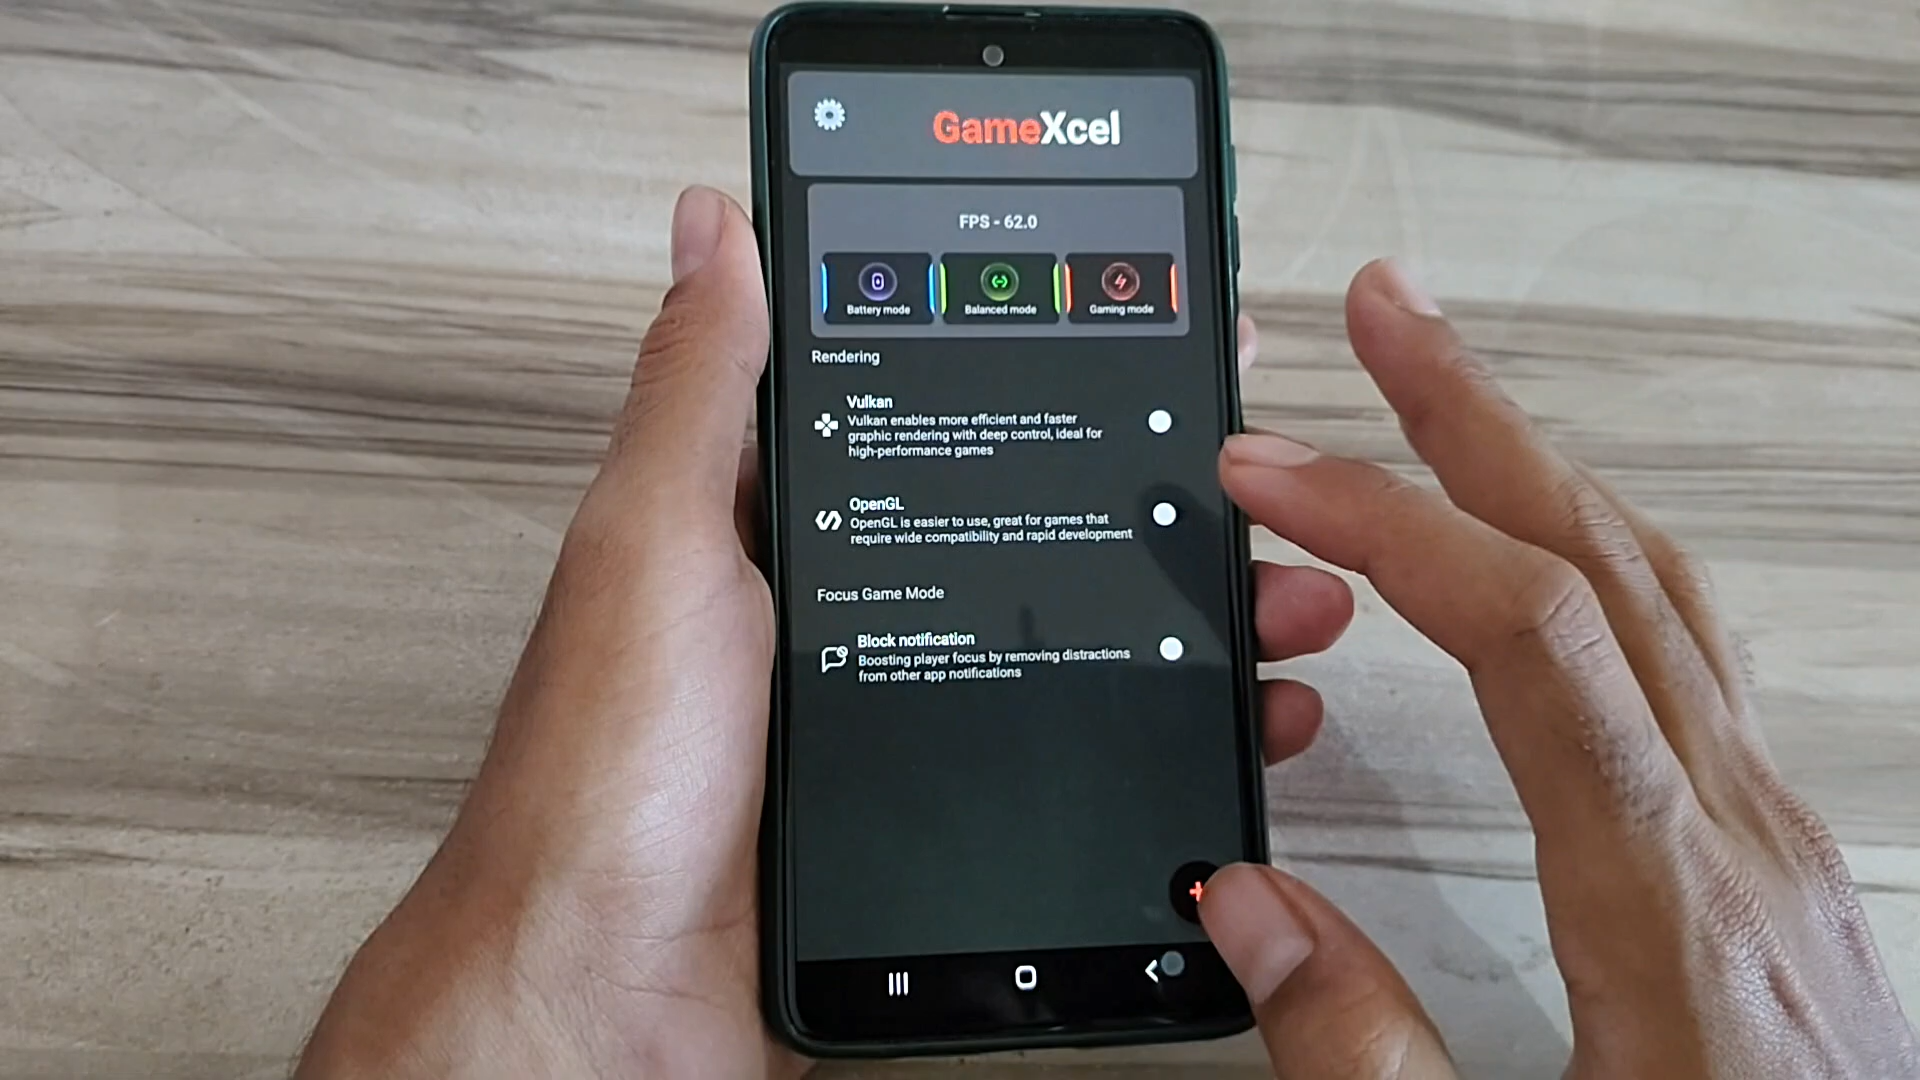 GameXcel
FPS - 62.0
Battery mode
Balanced mode
Gaming mode
Rendering
Vulkan
Vulkan enables more efficient and faster
graphic rendering with deep control, ideal for
high-performance games
OpenGL
OpenGL is easier to use, great for games that
require wide compatibility and rapid development
Focus Game Mode
Block notification
Boosting player focus by removing distractions
from other app notifications